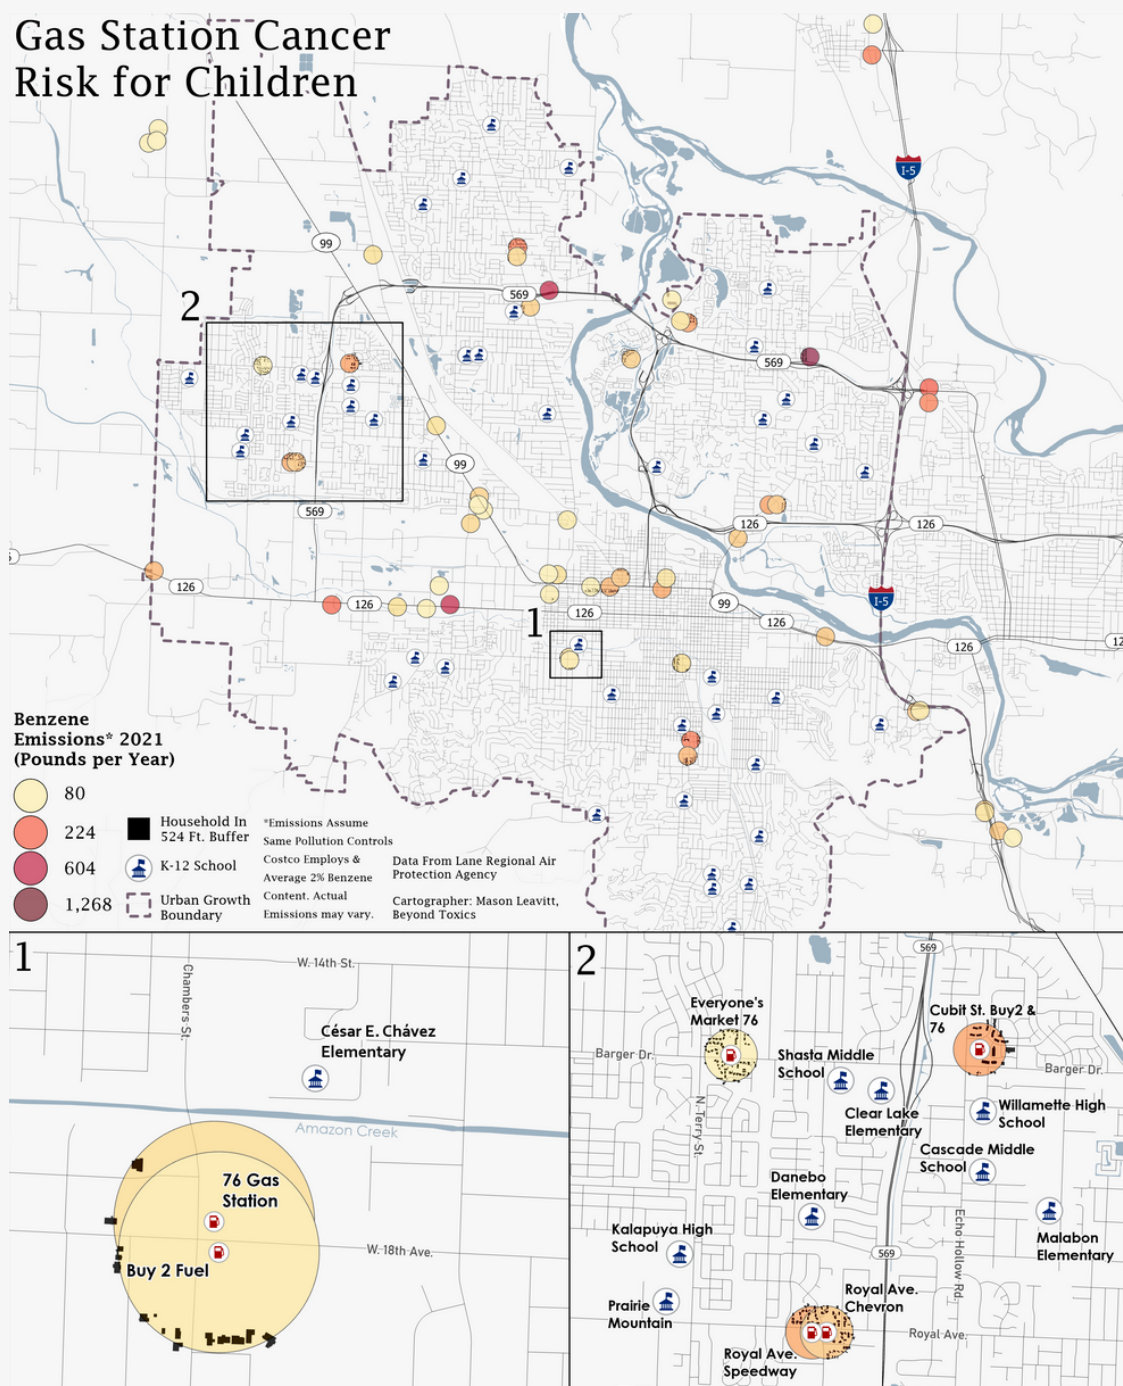 Gas Station Cancer
Risk for Children
I-5
99
569
2
569
99
569
126
126
126
126
1
126
99
126
I-5
126
12
5
Benzene
Emissions* 2021
(Pounds per Year)
80
224
604
1,268
Household In
524 Ft. Buffer
K-12 School
Urban Growth
Boundary
*Emissions Assume
Same Pollution Controls
Costco Employs &
Average 2% Benzene
Content. Actual
Emissions may vary.
Data From Lane Regional Air
Protection Agency
Cartographer: Mason Leavitt,
Beyond Toxics
1
W. 14th St.
Chambers St.
César E. Chávez
Elementary
Amazon Creek
76 Gas
Station
W. 18th Ave.
Buy 2 Fuel
2
569
Everyone's
Market 76
Cubit St. Buy2 &
76
Barger Dr.
Shasta Middle
School
Barger Dr.
Clear Lake
Elementary
Willamette High
School
N. Terry St.
Cascade Middle
School
Danebo
Elementary
Kalapuya High
School
Echo Hollow Rd.
Malabon
Elementary
569
Prairie
Mountain
Royal Ave.
Chevron
Royal Ave.
Royal Ave.
Speedway